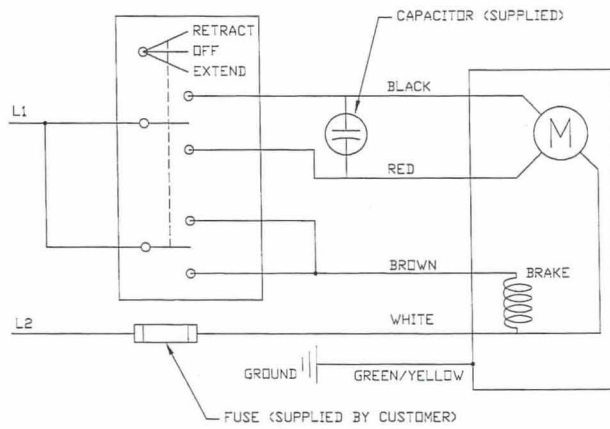 CAPACITOR (SUPPLIED)
RETRACT
OFF
EXTEND
BLACK
L1
M
RED
BROWN
BRAKE
L2
WHITE
GROUND
GREEN/YELLOW
FUSE (SUPPLIED BY CUSTOMER)